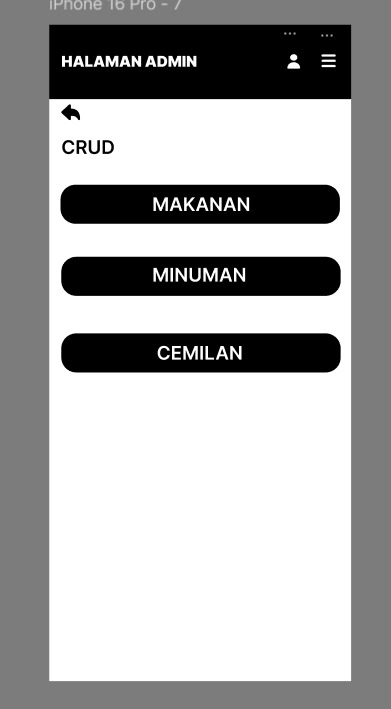 iPhone 16 Pro - 7
HALAMAN ADMIN
CRUD
MAKANAN
MINUMAN
CEMILAN